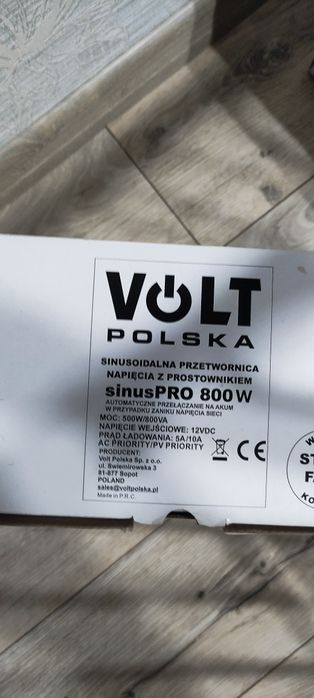 VOLT
POLSKA
SINUSOIDALNA PRZETWORNICA
NAPIĘCIA Z PROSTOWNIKIEM
sinusPRO 800W
AUTOMATYCZNE PRZEŁĄCZANIE NA AKUM
W PRZYPADKU ZANIKU NAPIĘCIA SIECI
MOC: 500W/800VA
NAPIĘCIE WEJŚCIOWE: 12VDC
PRĄD ŁADOWANIA: 5A/10A
AC PRIORITY/PV PRIORITY
PRODUCENT:
Volt Polska Sp. z o.o.
ul. Świemirowska 3
81-877 Sopot
POLAND
sales@voltpolska.pl
Made in P.R.C.
CE